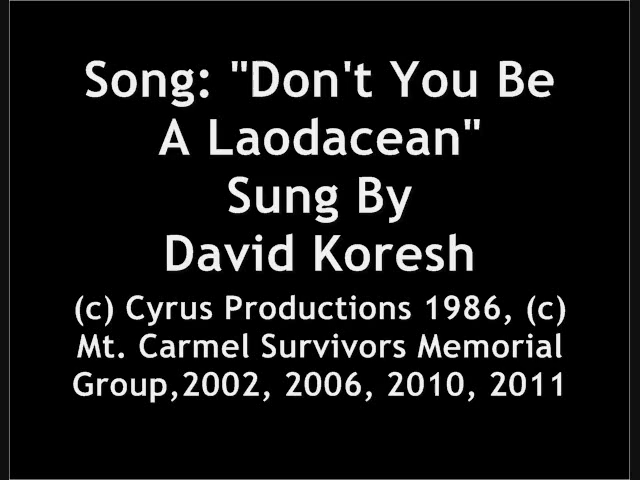 Song: "Don't You Be
A Laodacean"
Sung By
David Koresh
(c) Cyrus Productions 1986, (c)
Mt. Carmel Survivors Memorial
Group,2002, 2006, 2010, 2011